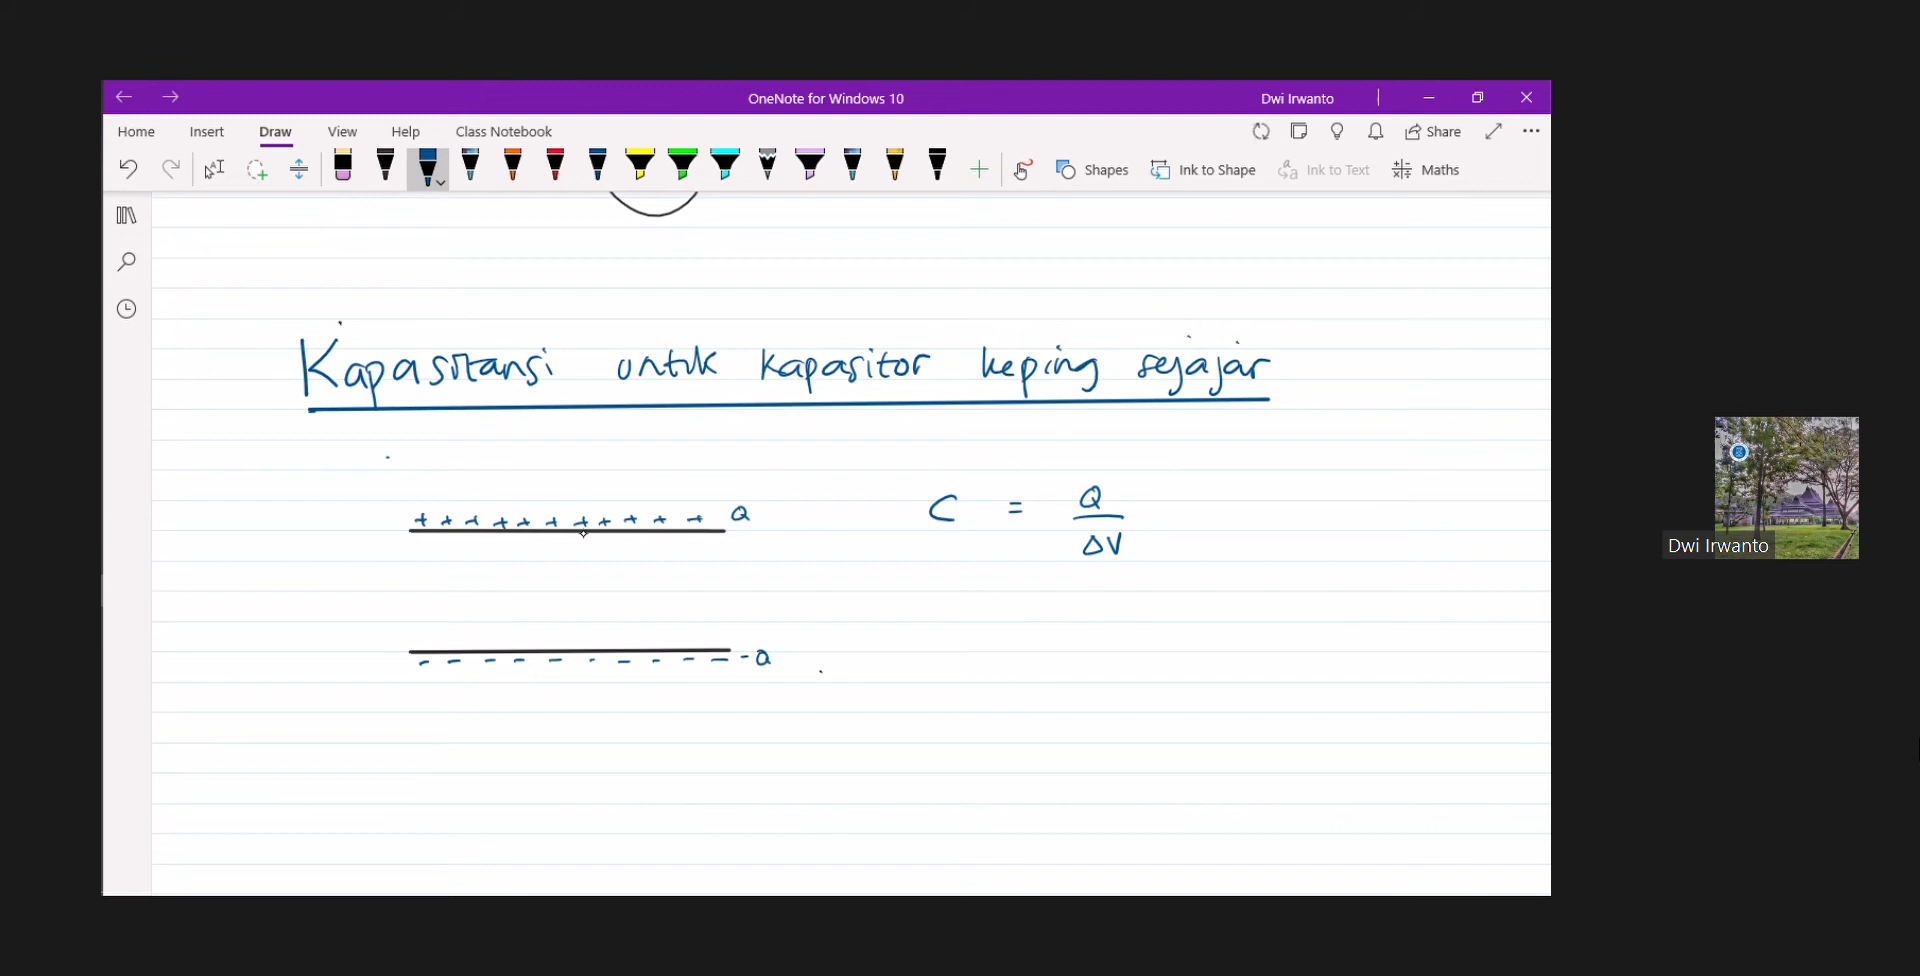 OneNote for Windows 10
Dwi Irwanto
Home Insert Draw View Help Class Notebook
Share
Shapes Ink to Shape Ink to Text Maths
Kapasitansi untuk kapasitor keping sejajar
+ + + + + + + + + + + Q
C = Q
ΔV
- - - - - - - - - - -Q
Dwi Irwanto